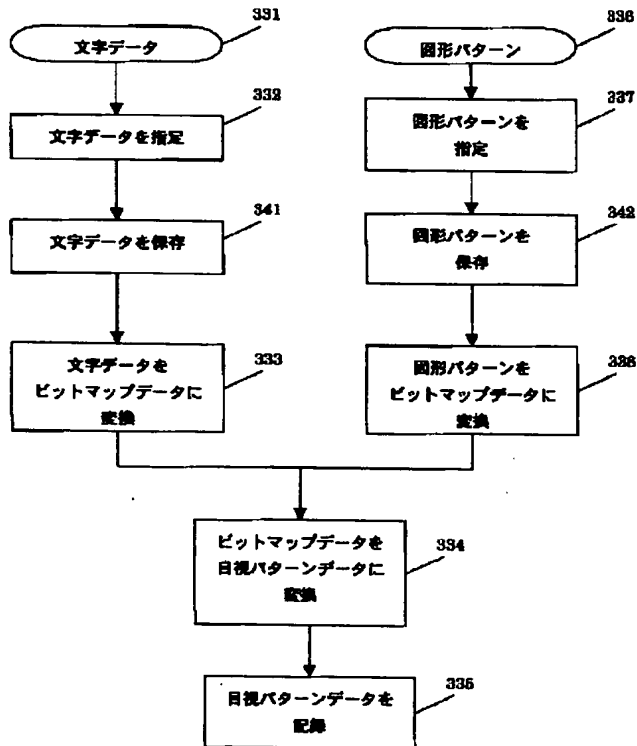 文字データ
331
文字データを指定
332
文字データを保存
341
文字データを
ビットマップデータに
変換
333
図形パターン
336
図形パターンを
指定
337
図形パターンを
保存
342
図形パターンを
ビットマップデータに
変換
338
ビットマップデータを
目視パターンデータに
変換
334
目視パターンデータを
記録
335